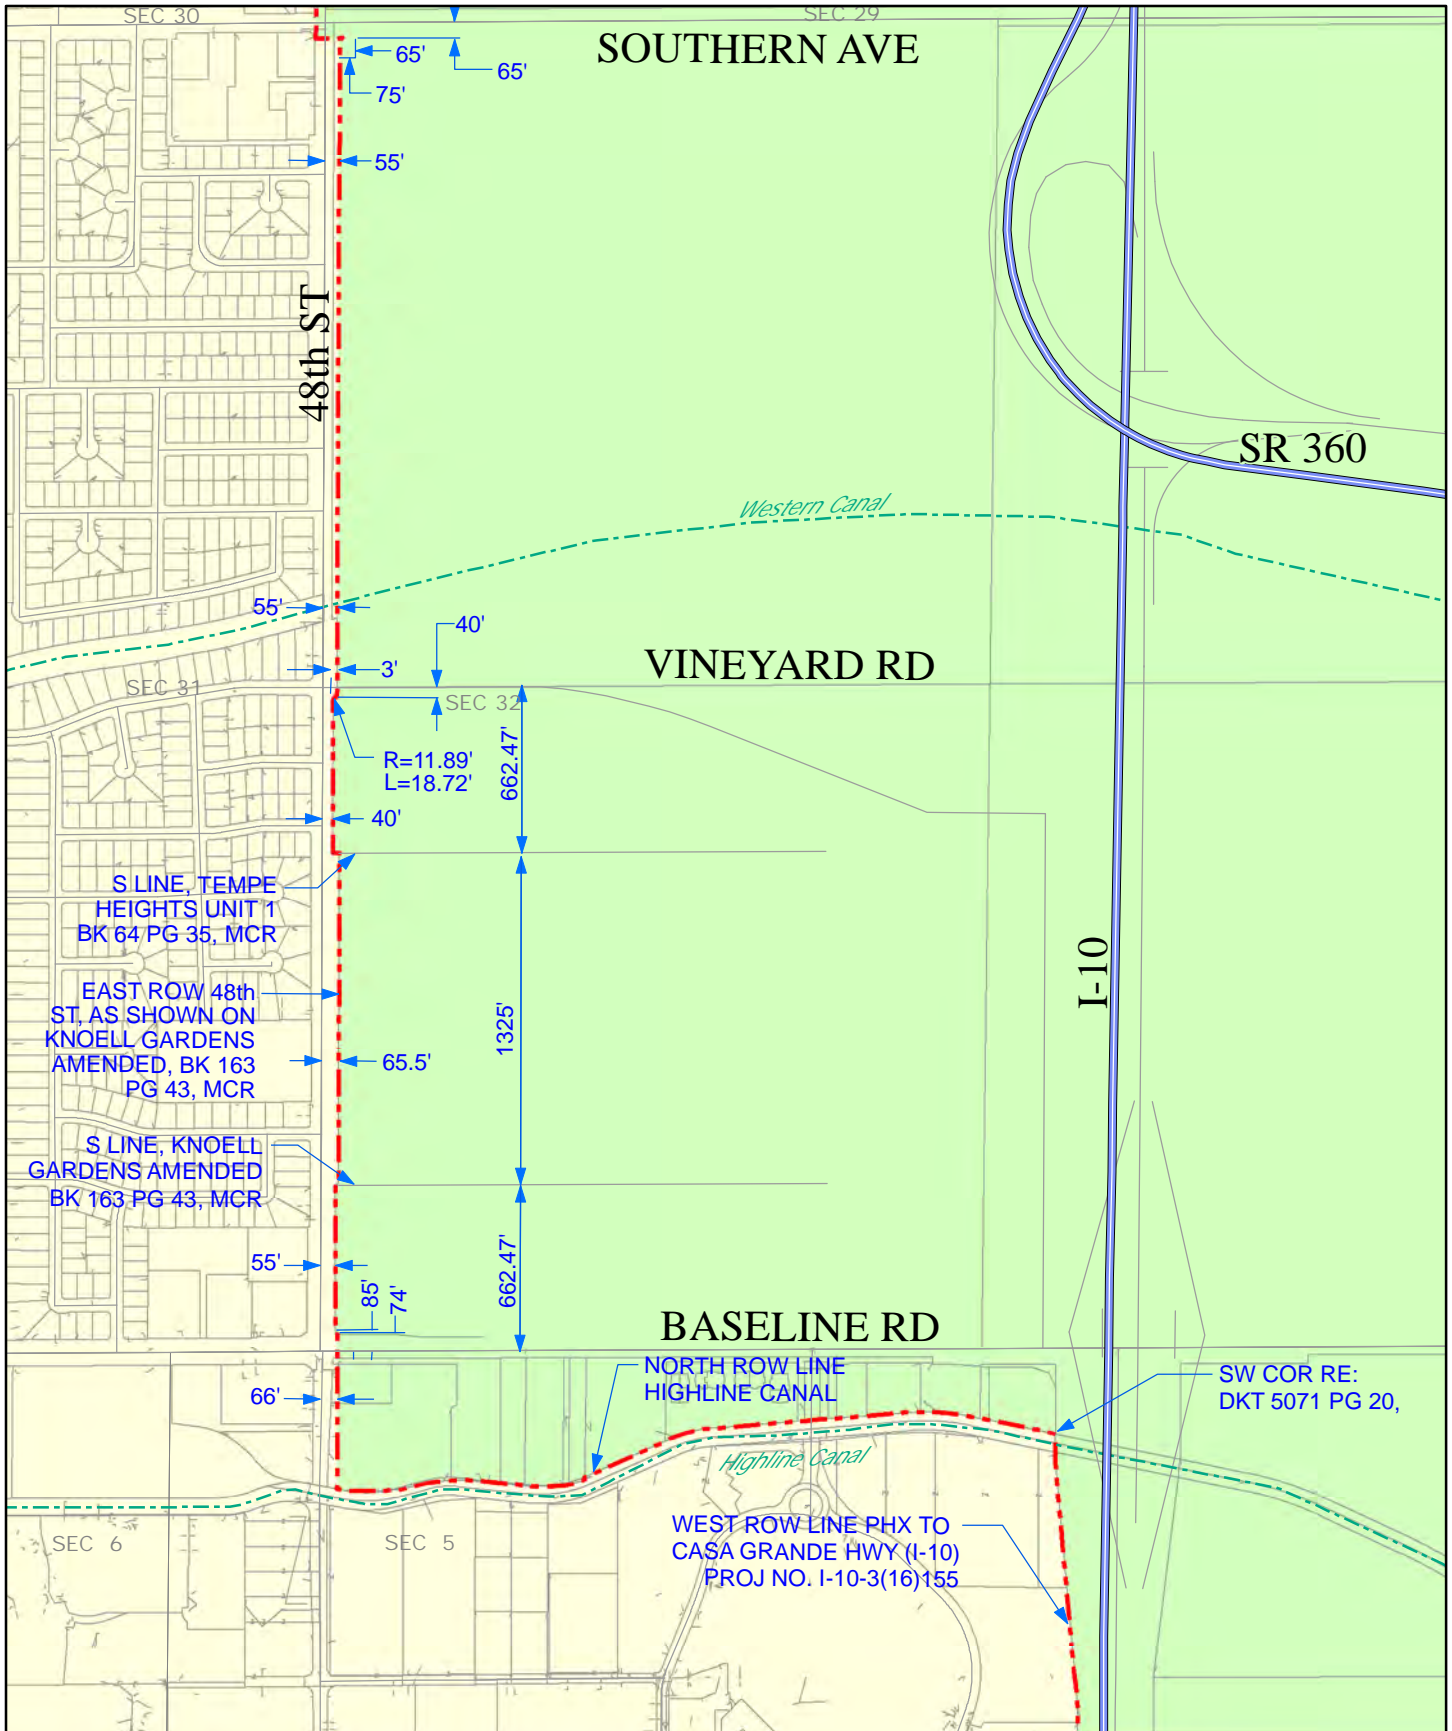 SEC 30
SEC 29
SOUTHERN AVE
65'
65'
75'
55'
48th ST
SR 360
Western Canal
55'
40'
3'
VINEYARD RD
SEC 31
SEC 32
R=11.89'
L=18.72'
662.47'
40'
S LINE, TEMPE
HEIGHTS UNIT 1
BK 64 PG 35, MCR
I-10
EAST ROW 48th
ST, AS SHOWN ON
KNOELL GARDENS
AMENDED, BK 163
PG 43, MCR
1325'
65.5'
S LINE, KNOELL
GARDENS AMENDED
BK 163 PG 43, MCR
55'
85'
74'
662.47'
BASELINE RD
NORTH ROW LINE
HIGHLINE CANAL
SW COR RE:
DKT 5071 PG 20,
66'
Highline Canal
SEC 6
SEC 5
WEST ROW LINE PHX TO
CASA GRANDE HWY (I-10)
PROJ NO. I-10-3(16)155